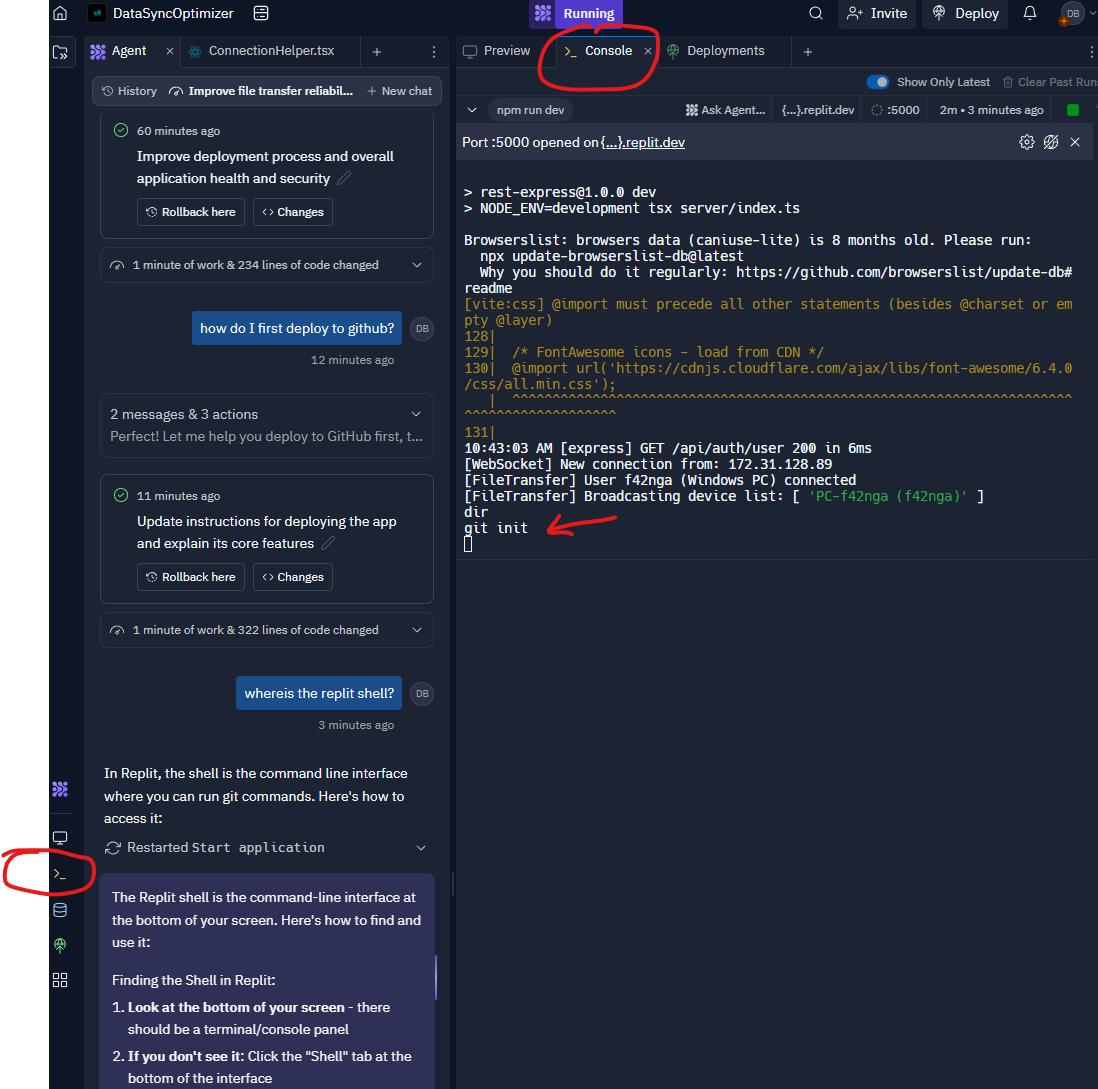 DataSyncOptimizer
Running
Invite
Deploy
DB
Agent
ConnectionHelper.tsx
History
Improve file transfer reliabil...
New chat
60 minutes ago
Improve deployment process and overall
application health and security
Rollback here
Changes
1 minute of work & 234 lines of code changed
how do I first deploy to github?
DB
12 minutes ago
2 messages & 3 actions
Perfect! Let me help you deploy to GitHub first, t...
11 minutes ago
Update instructions for deploying the app
and explain its core features
Rollback here
Changes
1 minute of work & 322 lines of code changed
whereis the replit shell?
DB
3 minutes ago
In Replit, the shell is the command line interface
where you can run git commands. Here's how to
access it:
Restarted Start application
The Replit shell is the command-line interface at
the bottom of your screen. Here's how to find and
use it:
Finding the Shell in Replit:
1. Look at the bottom of your screen - there
should be a terminal/console panel
2. If you don't see it: Click the "Shell" tab at the
bottom of the interface
Preview
Console
Deployments
Show Only Latest
Clear Past Run
npm run dev
Ask Agent...
{...}.replit.dev
:5000
2m • 3 minutes ago
Port :5000 opened on {...}.replit.dev
> rest-express@1.0.0 dev
> NODE_ENV=development tsx server/index.ts
Browserslist: browsers data (caniuse-lite) is 8 months old. Please run:
npx update-browserslist-db@latest
Why you should do it regularly: https://github.com/browserslist/update-db#
readme
[vite:css] @import must precede all other statements (besides @charset or em
pty @layer)
128|
129|  /* FontAwesome icons - load from CDN */
130|  @import url('https://cdnjs.cloudflare.com/ajax/libs/font-awesome/6.4.0
/css/all.min.css');
|  ^^^^^^^^^^^^^^^^^^^^^^^^^^^^^^^^^^^^^^^^^^^^^^^^^^^^^^^^^^^^^^^^^^^^^^
^^^^^^^^^^^^^^^^^^^
131|
10:43:03 AM [express] GET /api/auth/user 200 in 6ms
[WebSocket] New connection from: 172.31.128.89
[FileTransfer] User f42nga (Windows PC) connected
[FileTransfer] Broadcasting device list: [ 'PC-f42nga (f42nga)' ]
dir
git init